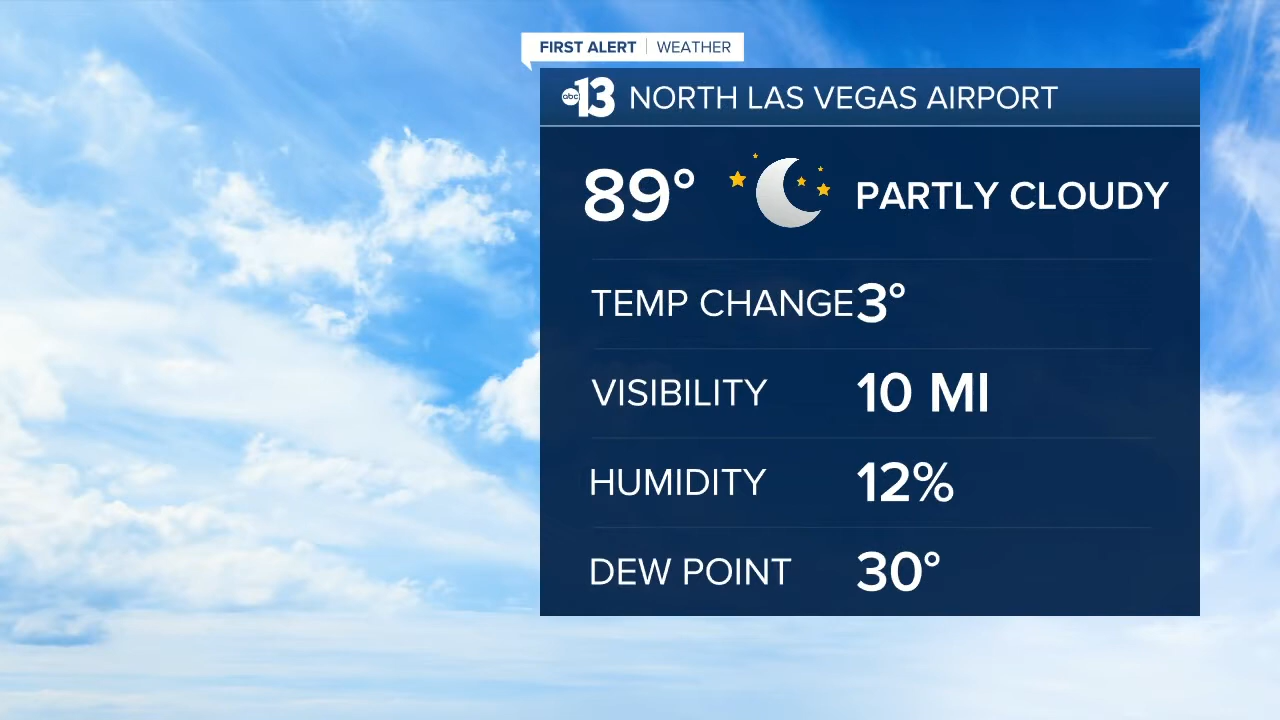 FIRST ALERT | WEATHER
abc 13 NORTH LAS VEGAS AIRPORT
89° PARTLY CLOUDY
TEMP CHANGE 3°
VISIBILITY 10 MI
HUMIDITY 12%
DEW POINT 30°